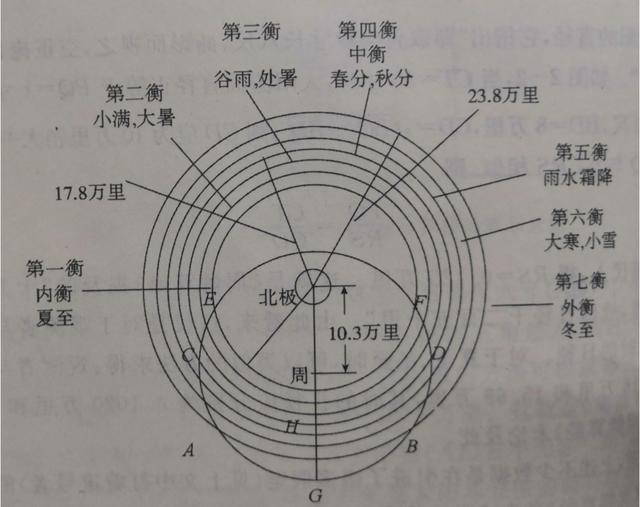 第三衡
谷雨,处署
第四衡
中衡
春分,秋分
第二衡
小满,大暑
23.8万里
17.8万里
第五衡
雨水霜降
第六衡
大寒,小雪
第一衡
内衡
夏至
第七衡
外衡
冬至
E
北极
F
10.3万里
C
周
D
H
A
B
G